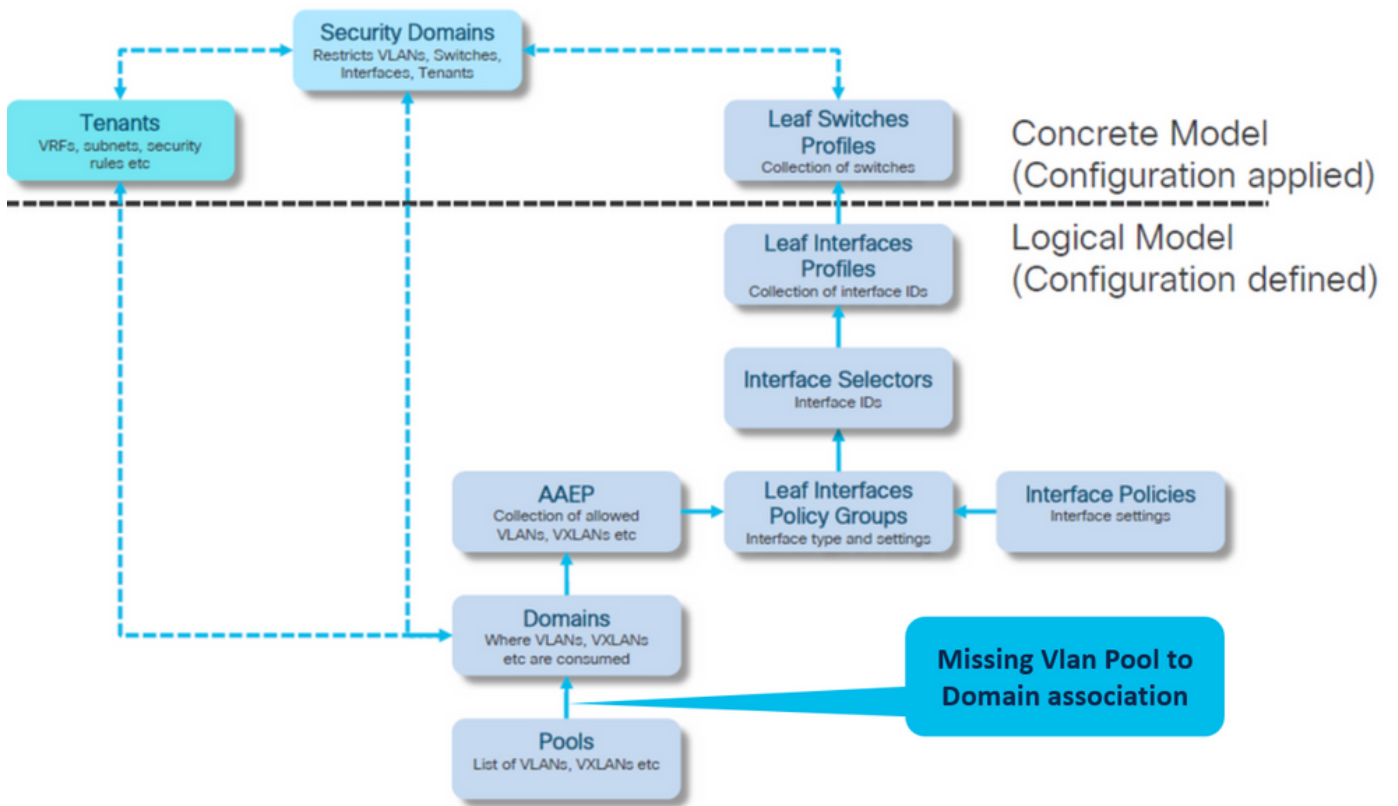 Security Domains
Restricts VLANs, Switches,
Interfaces, Tenants
Tenants
VRFs, subnets, security
rules etc
Leaf Switches
Profiles
Collection of switches
Concrete Model
(Configuration applied)
Leaf Interfaces
Profiles
Collection of interface IDs
Logical Model
(Configuration defined)
Interface Selectors
Interface IDs
AAEP
Collection of allowed
VLANs, VXLANs etc
Leaf Interfaces
Policy Groups
Interface type and settings
Interface Policies
Interface settings
Domains
Where VLANs, VXLANs
etc are consumed
Missing Vlan Pool to
Domain association
Pools
List of VLANs, VXLANs etc